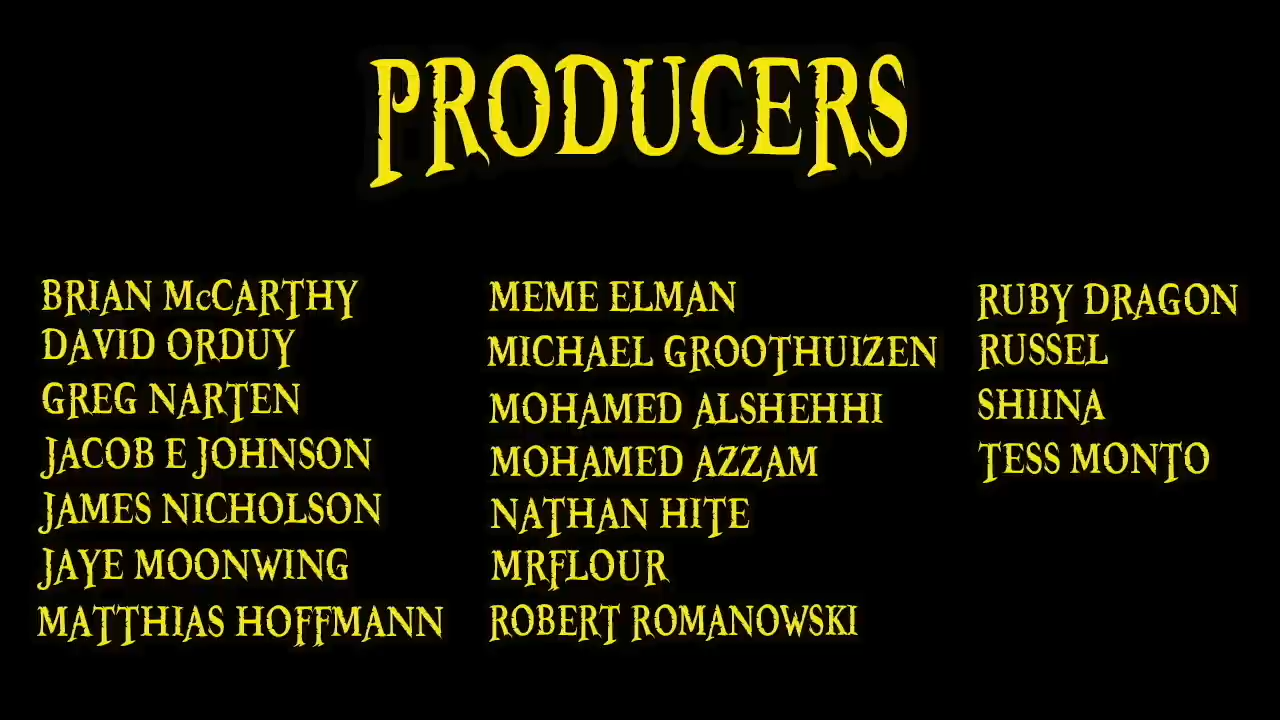 PRODUCERS
BRIAN McCARTHY
DAVID ORDUY
GREG NARTEN
JACOB E JOHNSON
JAMES NICHOLSON
JAYE MOONWING
MATTHIAS HOFFMANN
MEME ELMAN
MICHAEL GROOTHUIZEN
MOHAMED ALSHEHHI
MOHAMED AZZAM
NATHAN HITE
MRFLOUR
ROBERT ROMANOWSKI
RUBY DRAGON
RUSSEL
SHIINA
TESS MONTO